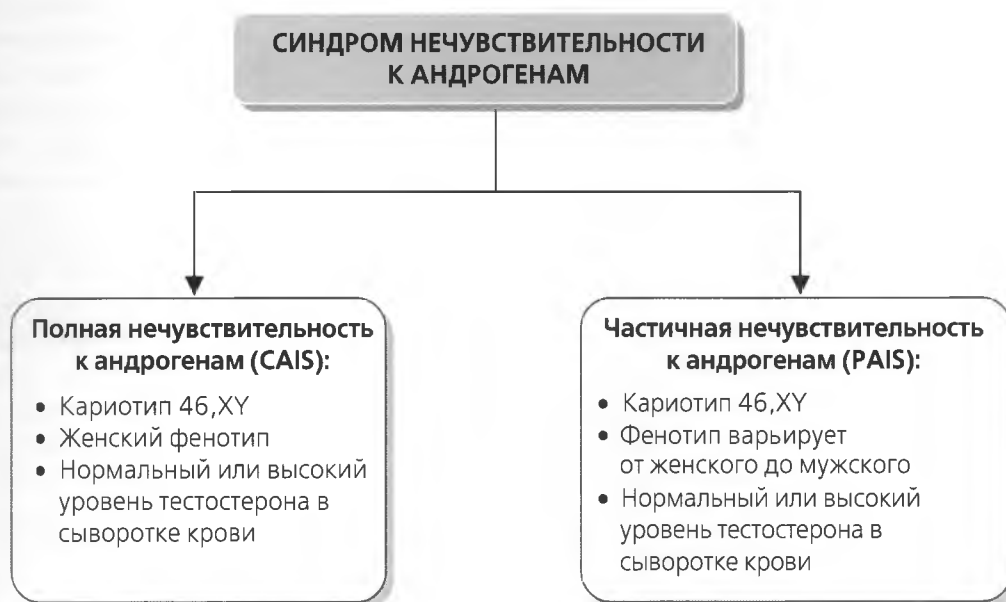 СИНДРОМ НЕЧУВСТВИТЕЛЬНОСТИ
К АНДРОГЕНАМ
Полная нечувствительность
к андрогенам (CAIS):
• Кариотип 46,XY
• Женский фенотип
• Нормальный или высокий
уровень тестостерона в
сыворотке крови
Частичная нечувствительность
к андрогенам (PAIS):
• Кариотип 46,XY
• Фенотип варьирует
от женского до мужского
• Нормальный или высокий
уровень тестостерона в
сыворотке крови